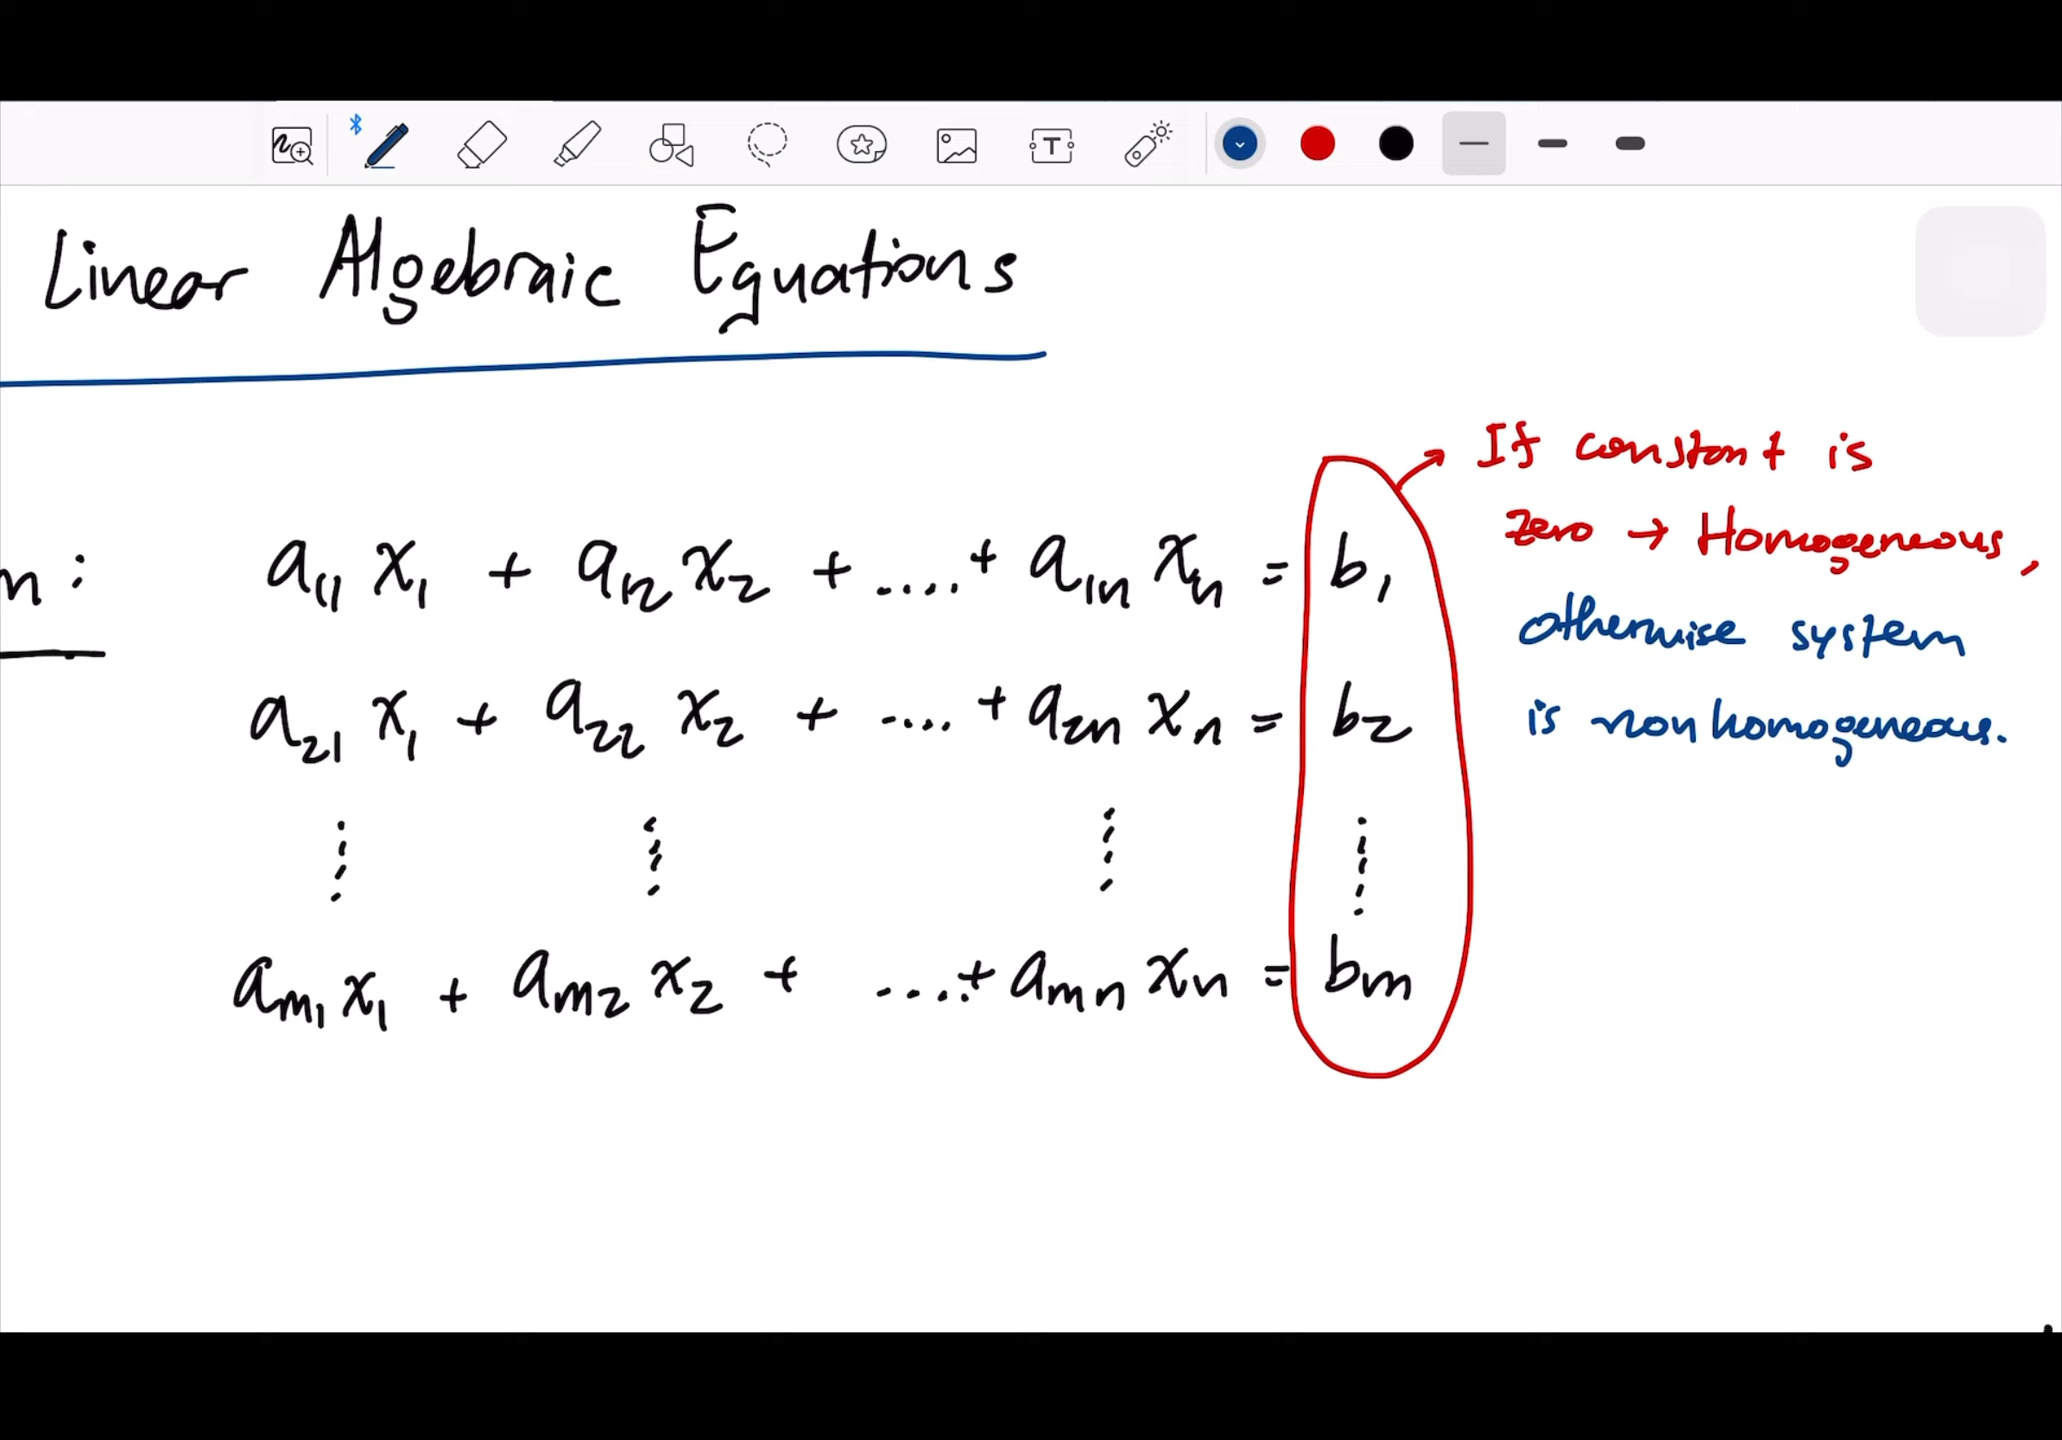 Linear Algebraic Equations
If constant is
zero → Homogeneous,
otherwise system
is nonhomogeneous.
n : a₁₁ x₁ + a₁₂ x₂ + ....+ a₁ₙ xₙ = b₁
a₂₁ x₁ + a₂₂ x₂ + ....+ a₂ₙ xₙ = b₂
⋮ ⋮ ⋮ ⋮
aₘ₁ x₁ + aₘ₂ x₂ + ....+ aₘₙ xₙ = bₘ